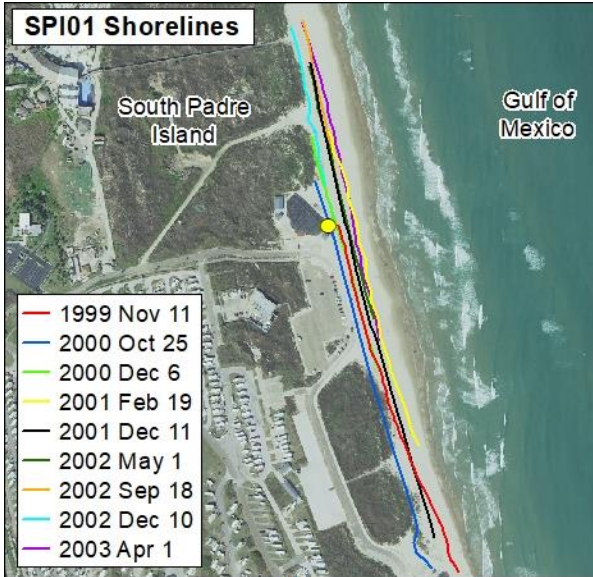 SPI01 Shorelines
South Padre
Island
Gulf of
Mexico
1999 Nov 11
2000 Oct 25
2000 Dec 6
2001 Feb 19
2001 Dec 11
2002 May 1
2002 Sep 18
2002 Dec 10
2003 Apr 1